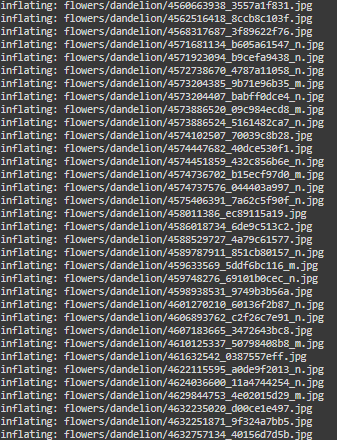 inflating: flowers/dandelion/4560663938_3557a1f831.jpg
inflating: flowers/dandelion/4562516418_8ccb8c103f.jpg
inflating: flowers/dandelion/4568317687_3f89622f76.jpg
inflating: flowers/dandelion/4571681134_b605a61547_n.jpg
inflating: flowers/dandelion/4571923094_b9cefa9438_n.jpg
inflating: flowers/dandelion/4572738670_4787a11058_n.jpg
inflating: flowers/dandelion/4573204385_9b71e96b35_m.jpg
inflating: flowers/dandelion/4573204407_babff0dce4_n.jpg
inflating: flowers/dandelion/4573886520_09c984ecd8_m.jpg
inflating: flowers/dandelion/4573886524_5161482ca7_n.jpg
inflating: flowers/dandelion/4574102507_70039c8b28.jpg
inflating: flowers/dandelion/4574447682_40dce530f1.jpg
inflating: flowers/dandelion/4574451859_432c856b6e_n.jpg
inflating: flowers/dandelion/4574736702_b15ecf97d0_m.jpg
inflating: flowers/dandelion/4574737576_044403a997_n.jpg
inflating: flowers/dandelion/4575406391_7a62c5f90f_n.jpg
inflating: flowers/dandelion/458011386_ec89115a19.jpg
inflating: flowers/dandelion/4586018734_6de9c513c2.jpg
inflating: flowers/dandelion/4588529727_4a79c61577.jpg
inflating: flowers/dandelion/4589787911_851cb80157_n.jpg
inflating: flowers/dandelion/459633569_5ddf6bc116_m.jpg
inflating: flowers/dandelion/459748276_69101b0cec_n.jpg
inflating: flowers/dandelion/4598938531_9749b3b56a.jpg
inflating: flowers/dandelion/4601270210_60136f2b87_n.jpg
inflating: flowers/dandelion/4606893762_c2f26c7e91_n.jpg
inflating: flowers/dandelion/4607183665_3472643bc8.jpg
inflating: flowers/dandelion/4610125337_50798408b8_m.jpg
inflating: flowers/dandelion/461632542_0387557eff.jpg
inflating: flowers/dandelion/4622115595_a0de9f2013_n.jpg
inflating: flowers/dandelion/4624036600_11a4744254_n.jpg
inflating: flowers/dandelion/4629844753_4e02015d29_m.jpg
inflating: flowers/dandelion/4632235020_d00ce1e497.jpg
inflating: flowers/dandelion/4632251871_9f324a7bb5.jpg
inflating: flowers/dandelion/4632757134_40156d7d5b.jpg